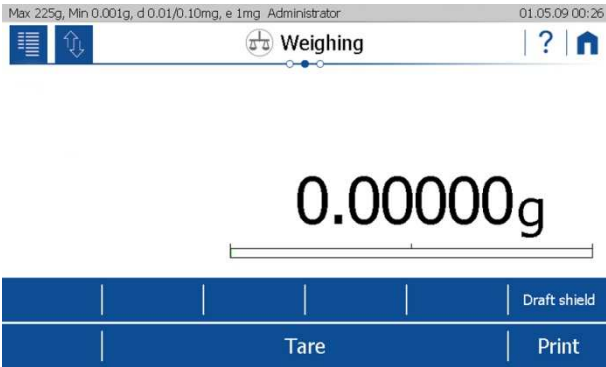 Max 225g, Min 0.001g, d 0.01/0.10mg, e 1mg Administrator 01.05.09 00:26
Weighing ?
0.00000g
Draft shield
Tare Print